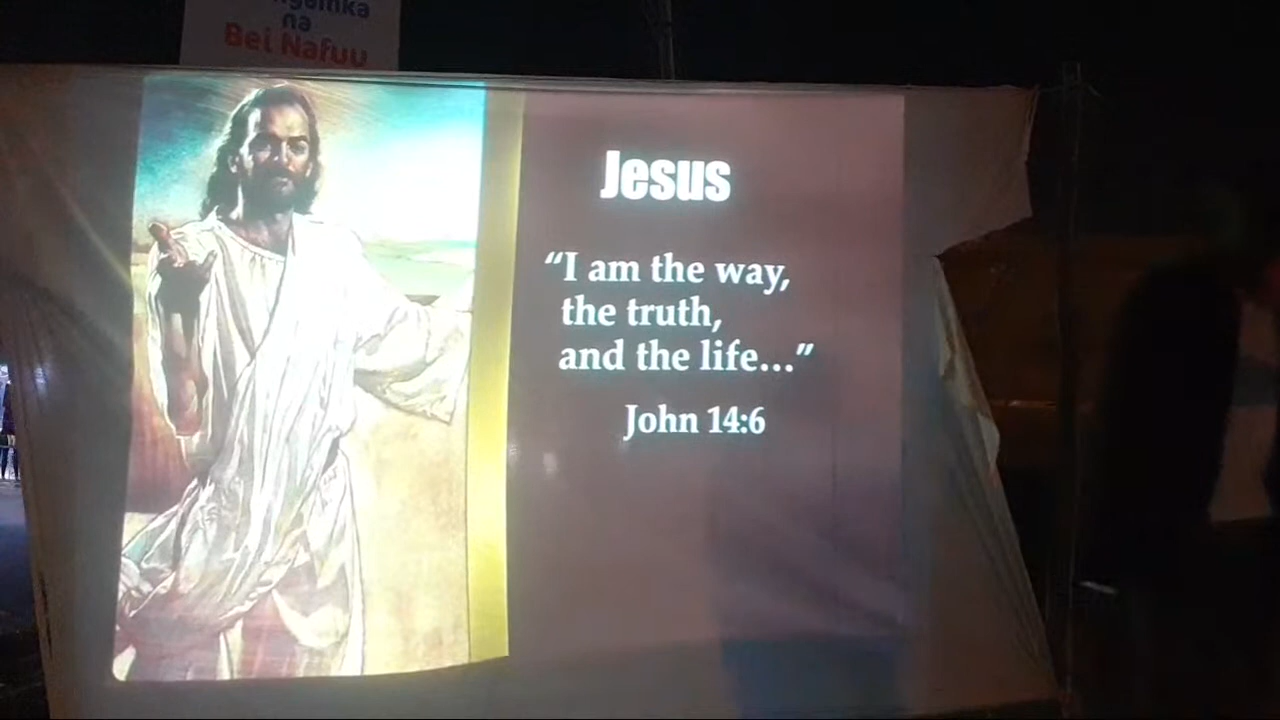 na
Bei Nafuu
Jesus
“I am the way,
the truth,
and the life...”
John 14:6